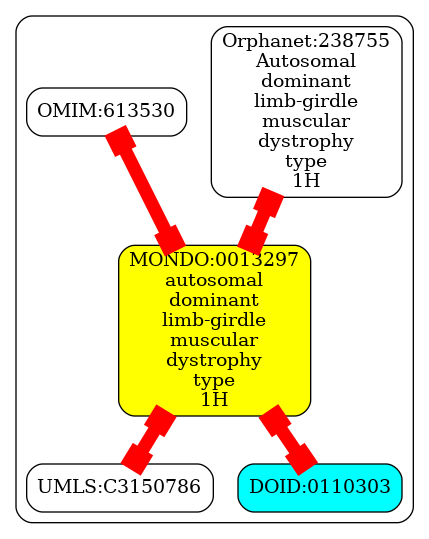 Orphanet:238755
Autosomal
dominant
limb-girdle
muscular
dystrophy
type
1H
OMIM:613530
MONDO:0013297
autosomal
dominant
limb-girdle
muscular
dystrophy
type
1H
UMLS:C3150786
DOID:0110303